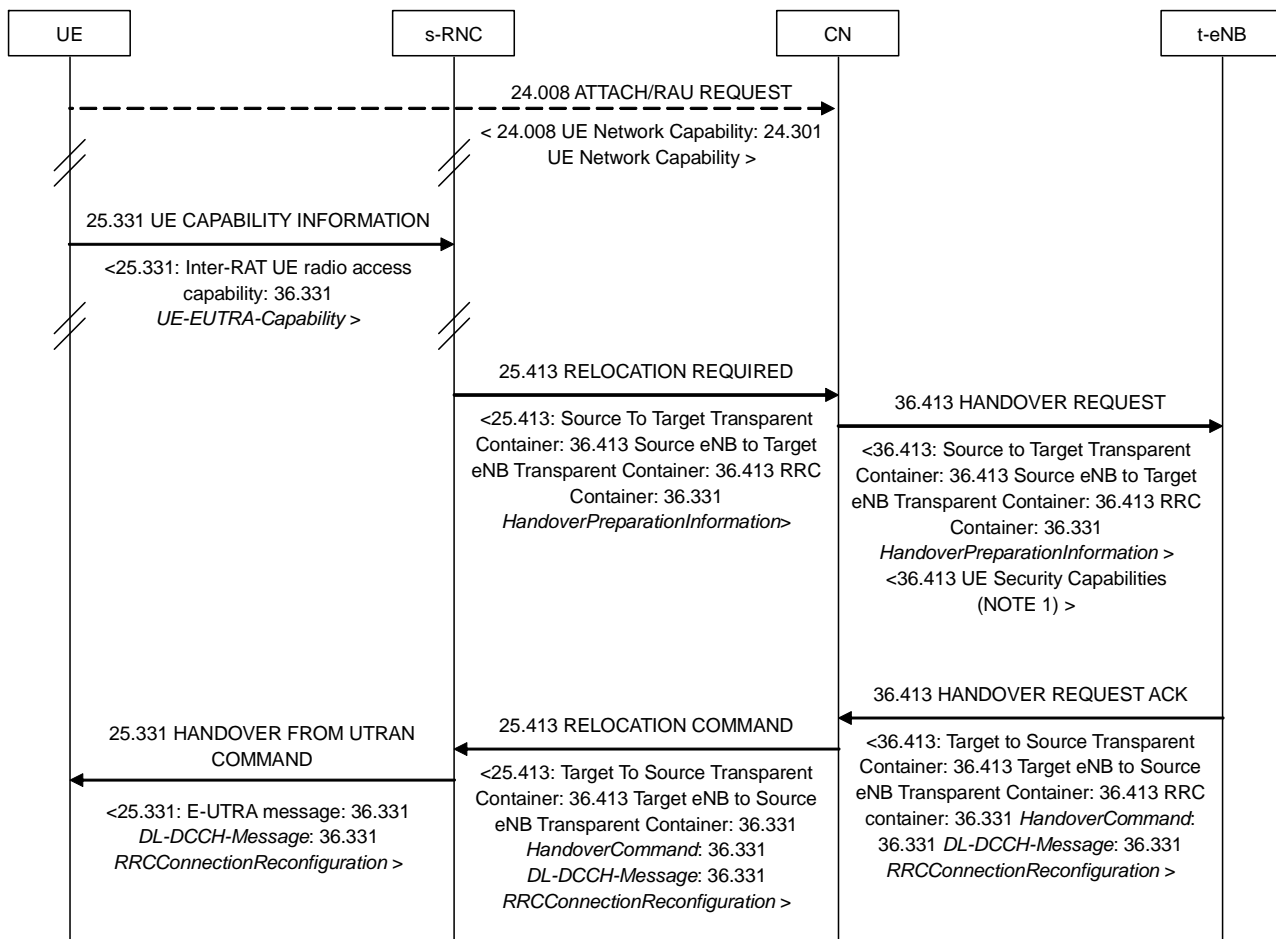 UE
s-RNC
CN
t-eNB
24.008 ATTACH/RAU REQUEST
< 24.008 UE Network Capability: 24.301
UE Network Capability >
25.331 UE CAPABILITY INFORMATION
<25.331: Inter-RAT UE radio access
capability: 36.331
UE-EUTRA-Capability >
25.413 RELOCATION REQUIRED
<25.413: Source To Target Transparent
Container: 36.413 Source eNB to Target
eNB Transparent Container: 36.413 RRC
Container: 36.331
HandoverPreparationInformation>
36.413 HANDOVER REQUEST
<36.413: Source to Target Transparent
Container: 36.413 Source eNB to Target
eNB Transparent Container: 36.413 RRC
Container: 36.331
HandoverPreparationInformation >
<36.413 UE Security Capabilities
(NOTE 1) >
36.413 HANDOVER REQUEST ACK
<36.413: Target to Source Transparent
Container: 36.413 Target eNB to Source
eNB Transparent Container: 36.413 RRC
container: 36.331 HandoverCommand:
36.331 DL-DCCH-Message: 36.331
RRCConnectionReconfiguration >
25.413 RELOCATION COMMAND
<25.413: Target To Source Transparent
Container: 36.413 Target eNB to Source
eNB Transparent Container: 36.331
HandoverCommand: 36.331
DL-DCCH-Message: 36.331
RRCConnectionReconfiguration >
25.331 HANDOVER FROM UTRAN
COMMAND
<25.331: E-UTRA message: 36.331
DL-DCCH-Message: 36.331
RRCConnectionReconfiguration >